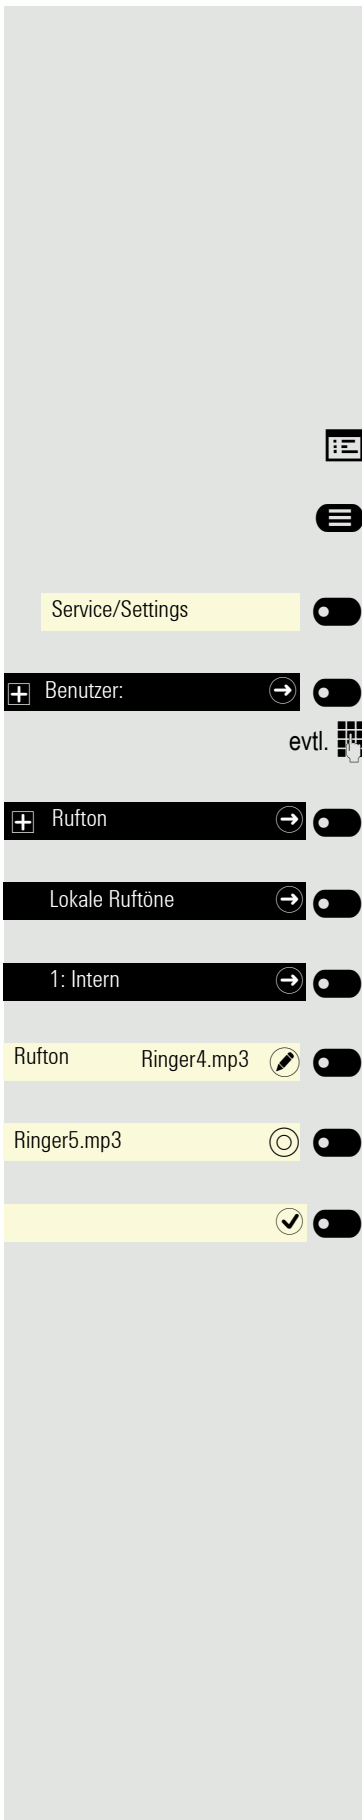 Service/Settings
Benutzer:
evtl.
Rufton
Lokale Ruftöne
1: Intern
Rufton Ringer4.mp3
Ringer5.mp3